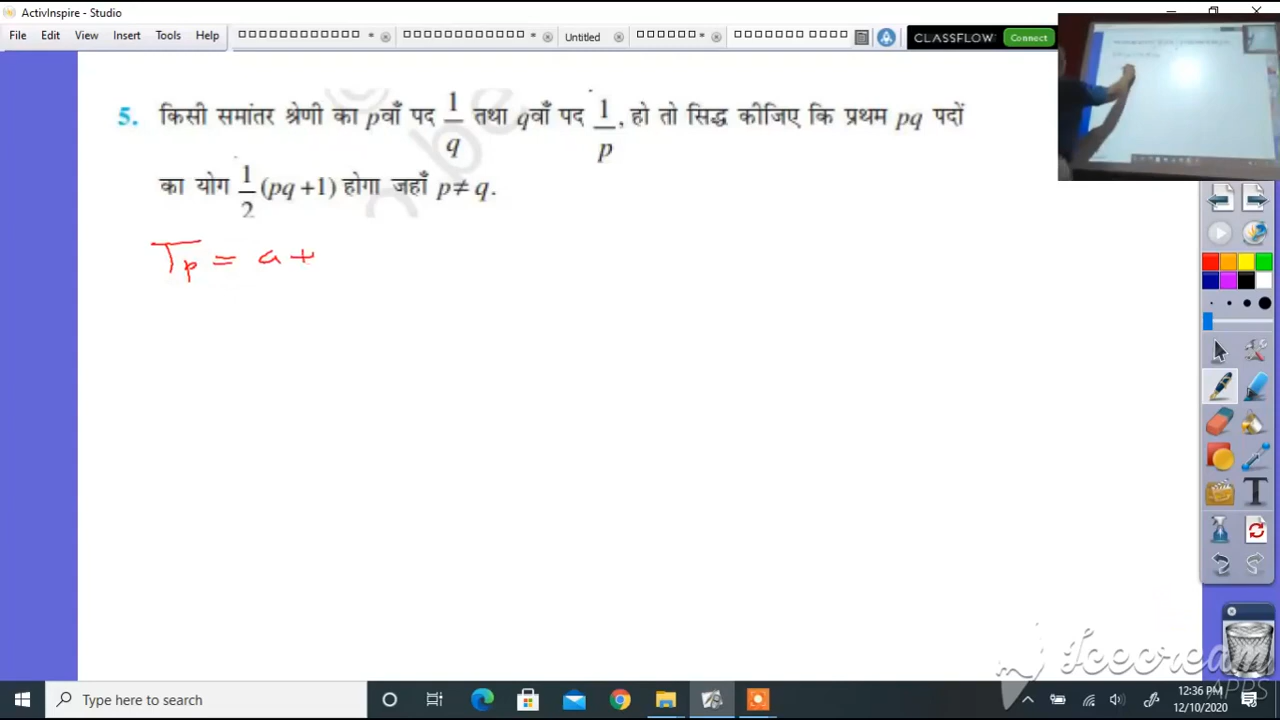 ActivInspire - Studio
File Edit View Insert Tools Help Untitled CLASSFLOW Connect
5. किसी समांतर श्रेणी का pवाँ पद 1/q तथा qवाँ पद 1/p, हो तो सिद्ध कीजिए कि प्रथम pq पदों
का योग 1/2 (pq +1) होगा जहाँ p≠ q.
Tp = a +
Icecream
APPS
Type here to search
12:36 PM
12/10/2020